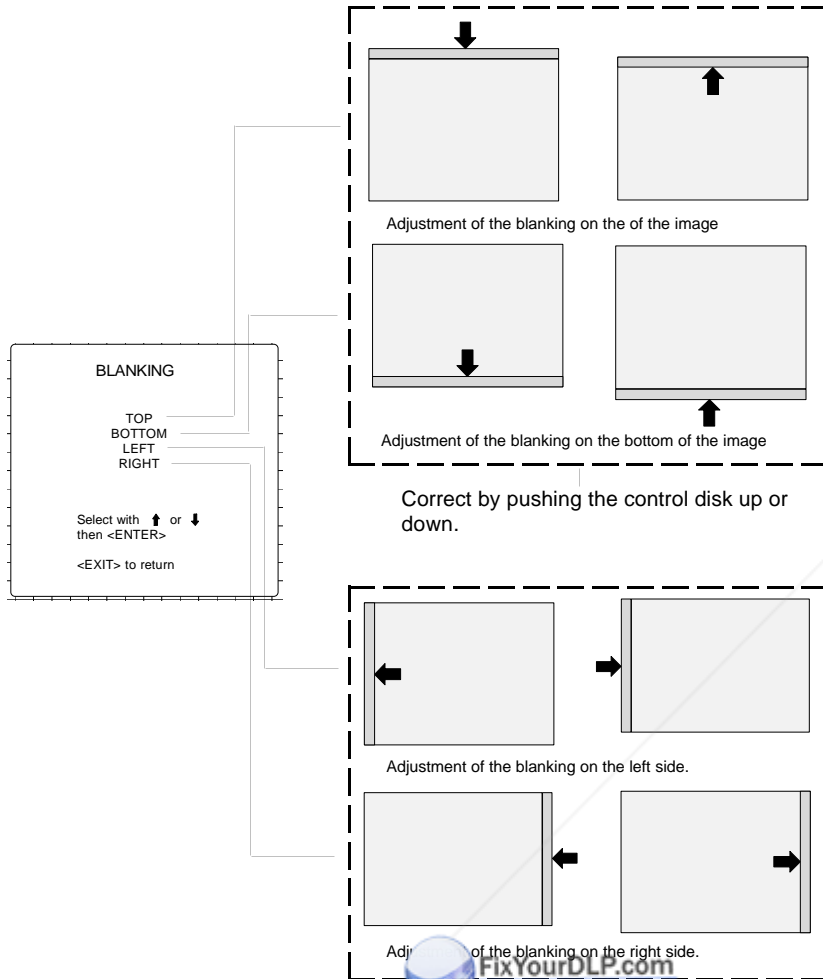 Adjustment of the blanking on the of the image
BLANKING
TOP
BOTTOM
LEFT
RIGHT
Select with or
then <ENTER>
<EXIT> to return
Adjustment of the blanking on the bottom of the image
Correct by pushing the control disk up or
down.
Adjustment of the blanking on the left side.
of the blanking on the right side.
FixYourDLP.com